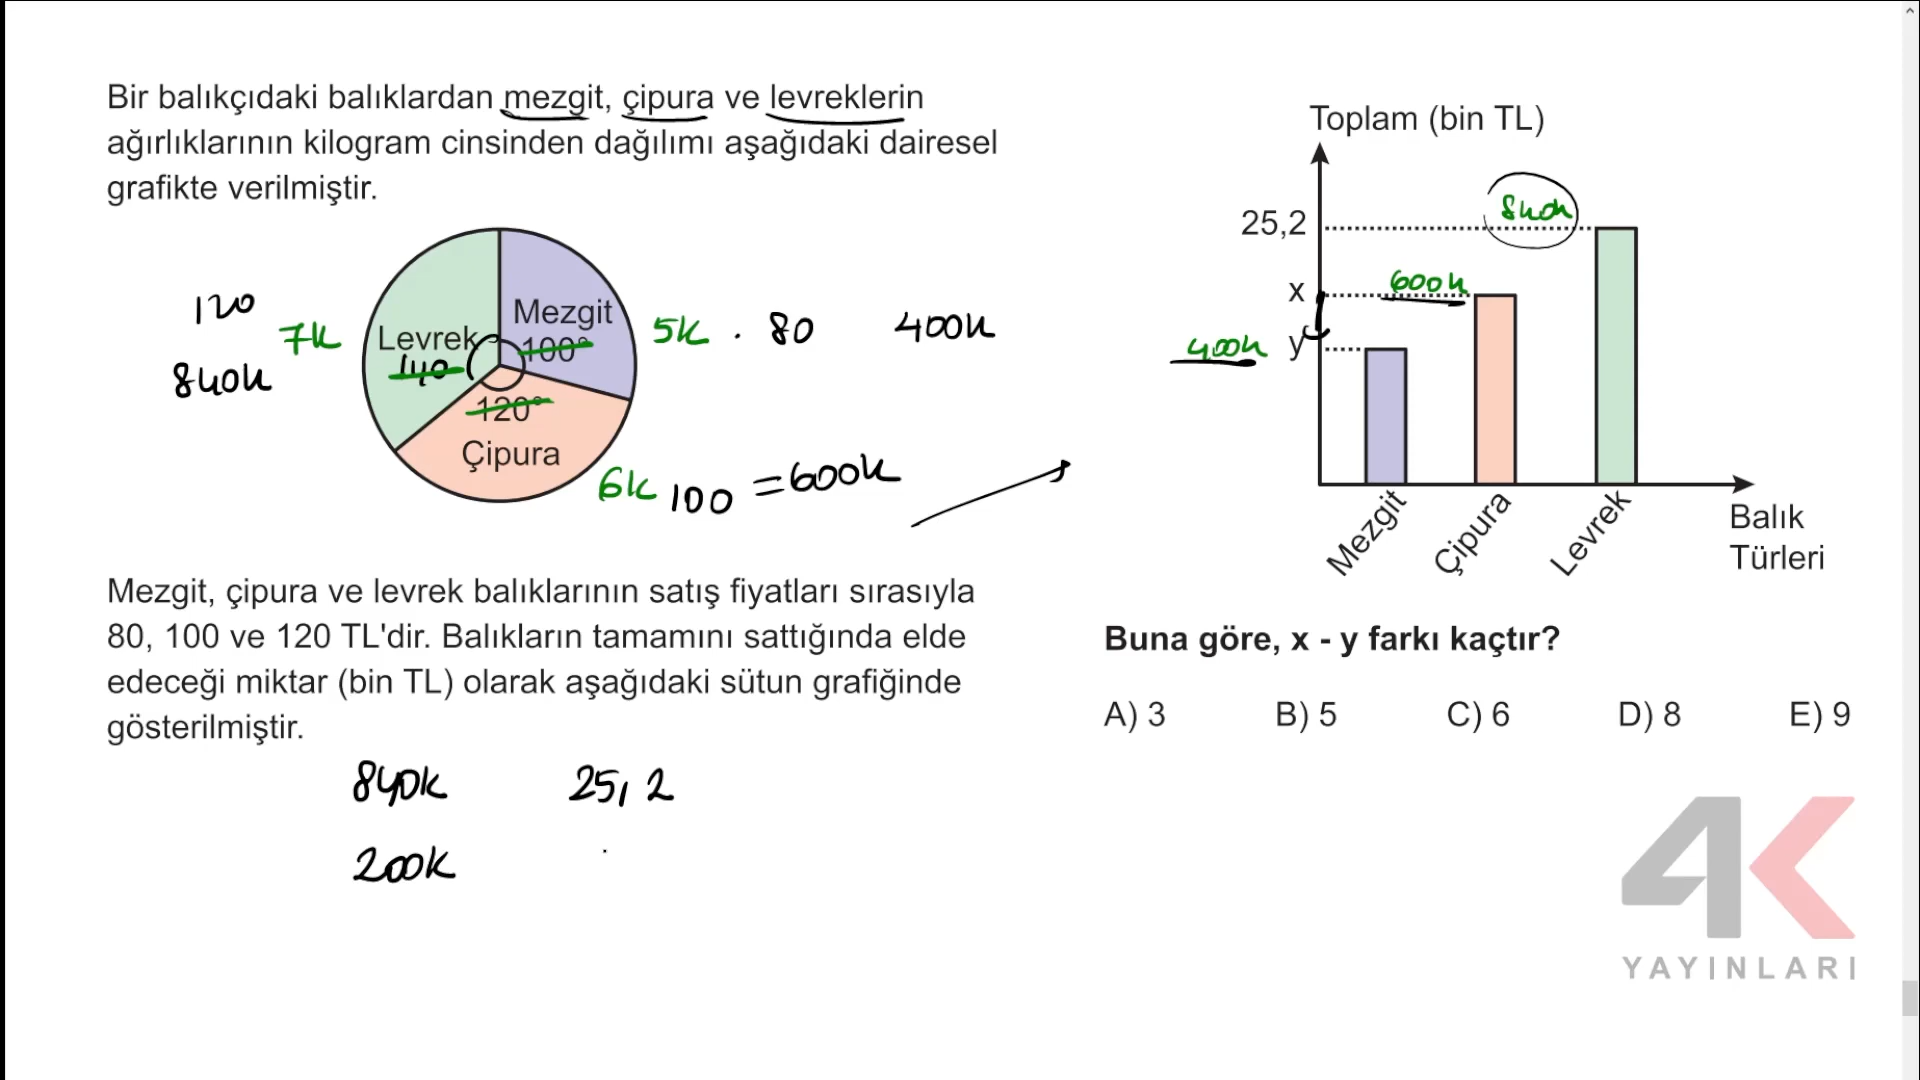 Bir balıkçıdaki balıklardan mezgit, çipura ve levreklerin
ağırlıklarının kilogram cinsinden dağılımı aşağıdaki dairesel
grafikte verilmiştir.
120
7k
840k
Levrek
140
Mezgit
100°
120°
Çipura
5k . 80 400k
6k 100 = 600k
Mezgit, çipura ve levrek balıklarının satış fiyatları sırasıyla
80, 100 ve 120 TL'dir. Balıkların tamamını sattığında elde
edeceği miktar (bin TL) olarak aşağıdaki sütun grafiğinde
gösterilmiştir.
840k 25,2
200k
Toplam (bin TL)
840k
25,2
600k
x
400k
y
Mezgit
Çipura
Levrek
Balık
Türleri
Buna göre, x - y farkı kaçtır?
A) 3 B) 5 C) 6 D) 8 E) 9
4K
YAYINLARI